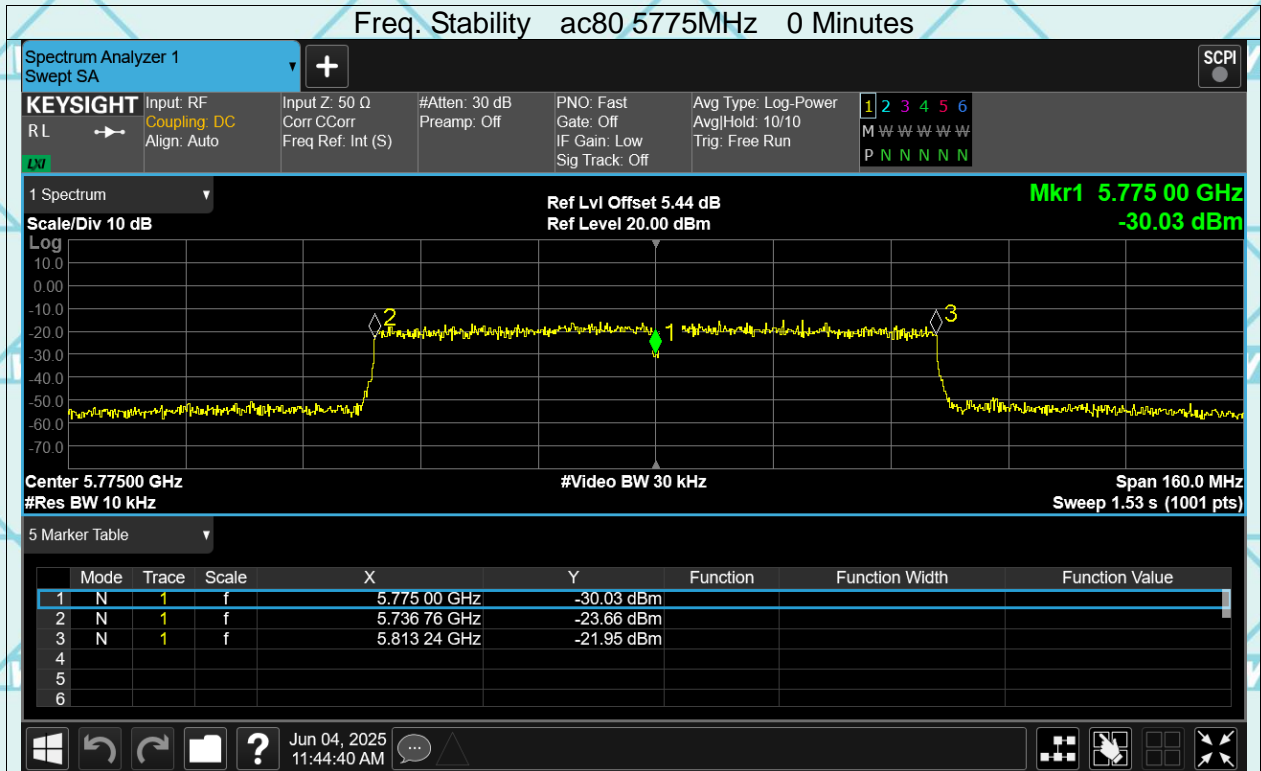 Freq. Stability ac80 5775MHz 0 Minutes
Spectrum Analyzer 1
Swept SA
+
SCPI
KEYSIGHT
RL
LXI
Input: RF
Coupling: DC
Align: Auto
Input Z: 50 Ω
Corr CCorr
Freq Ref: Int (S)
#Atten: 30 dB
Preamp: Off
PNO: Fast
Gate: Off
IF Gain: Low
Sig Track: Off
Avg Type: Log-Power
Avg|Hold: 10/10
Trig: Free Run
1 2 3 4 5 6
M W W W W W
P N N N N N
1 Spectrum
Scale/Div 10 dB
Ref Lvl Offset 5.44 dB
Ref Level 20.00 dBm
Mkr1 5.775 00 GHz
-30.03 dBm
Log
10.0
0.00
-10.0
-20.0
-30.0
-40.0
-50.0
-60.0
-70.0
2
1
3
Center 5.77500 GHz
#Video BW 30 kHz
Span 160.0 MHz
#Res BW 10 kHz
Sweep 1.53 s (1001 pts)
5 Marker Table
Mode Trace Scale X Y Function Function Width Function Value
1 N 1 f 5.775 00 GHz -30.03 dBm
2 N 1 f 5.736 76 GHz -23.66 dBm
3 N 1 f 5.813 24 GHz -21.95 dBm
4
5
6
?
Jun 04, 2025
11:44:40 AM